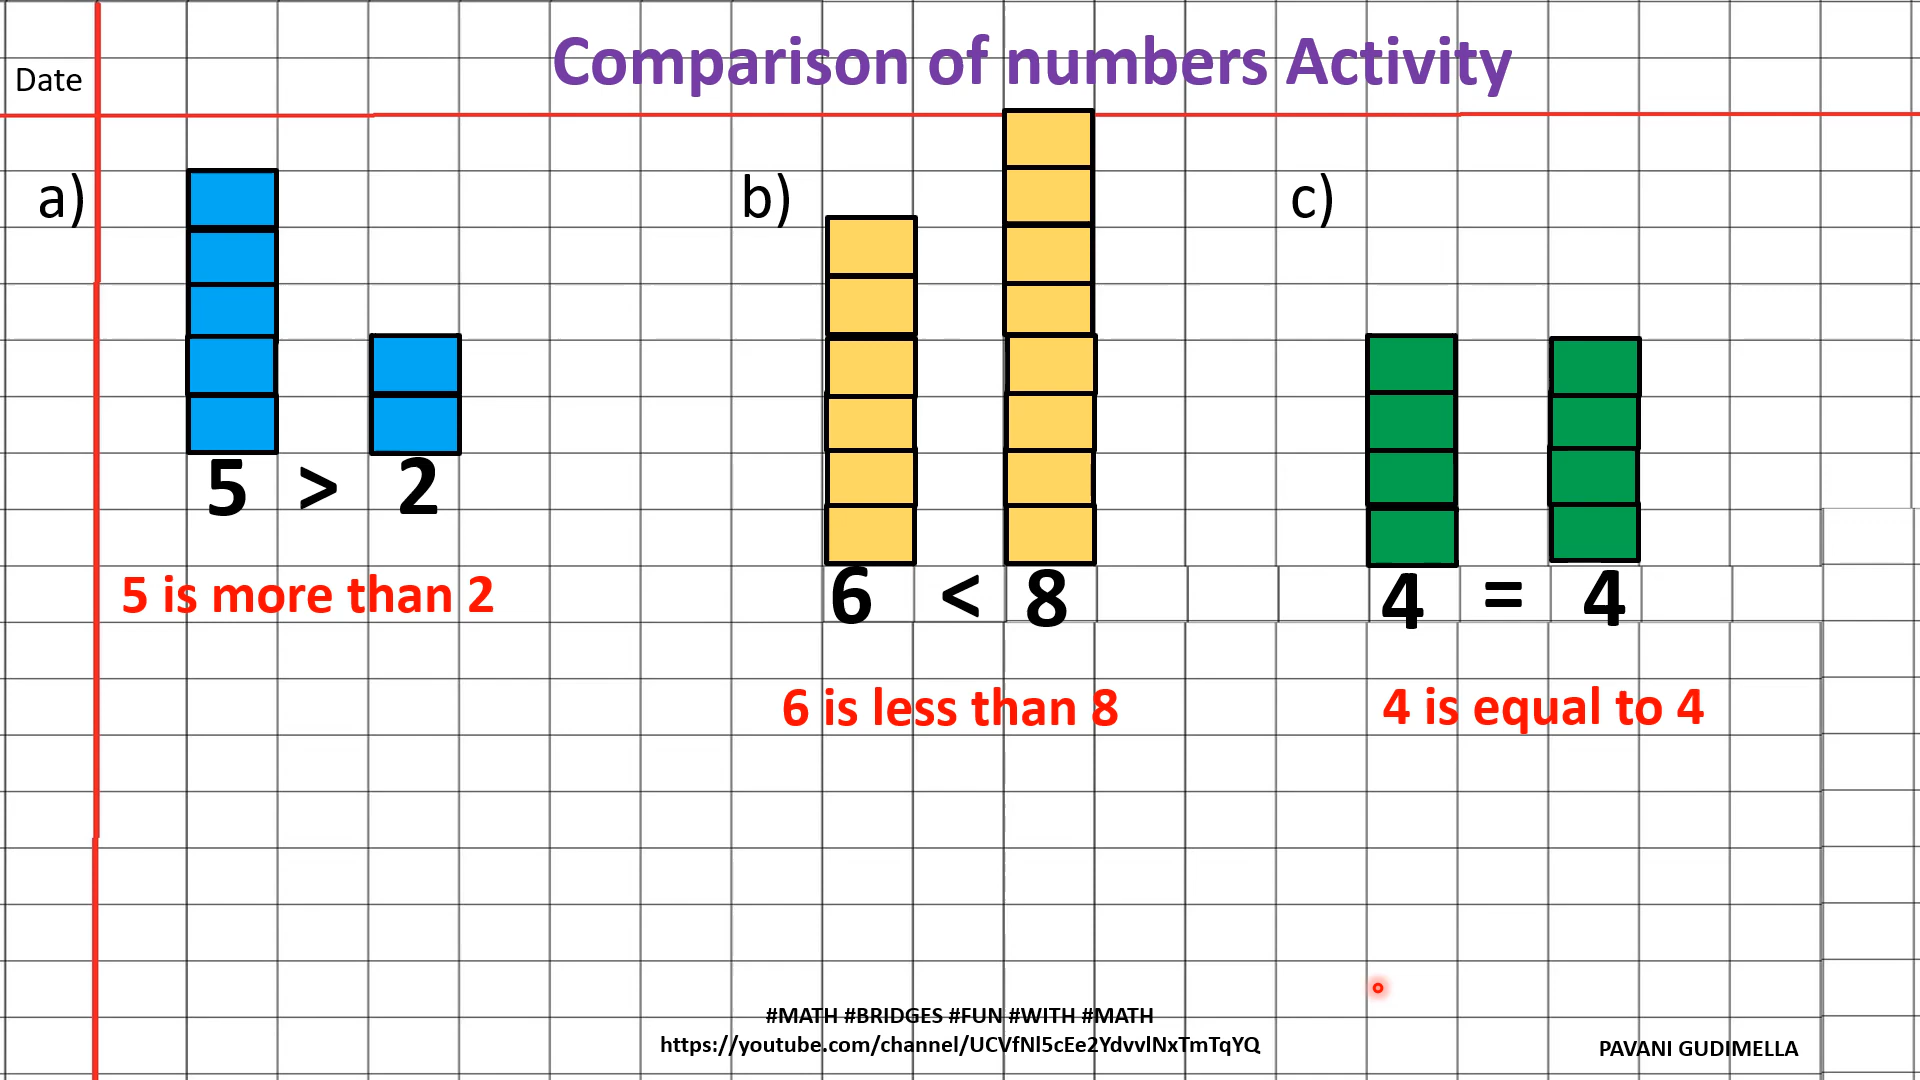 Comparison of numbers Activity
Date
a)
b)
c)
5 > 2
5 is more than 2
6 < 8
6 is less than 8
4 = 4
4 is equal to 4
#MATH #BRIDGES #FUN #WITH #MATH
https://youtube.com/channel/UCVfNl5cEe2YdvvlNxTmTqYQ
PAVANI GUDIMELLA